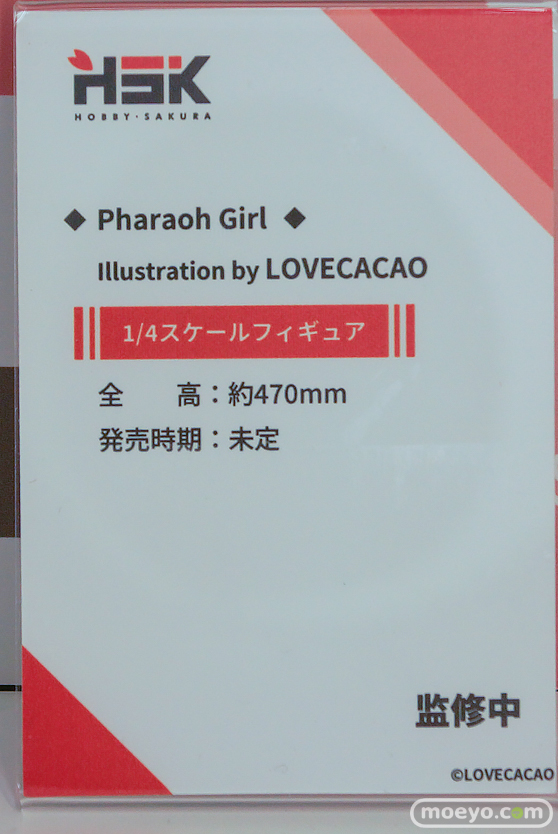 HSK
HOBBY·SAKURA
◆ Pharaoh Girl ◆
Illustration by LOVECACAO
1/4スケールフィギュア
全　　高：約470mm
発売時期：未定
监修中
©LOVECACAO
moeyo.com